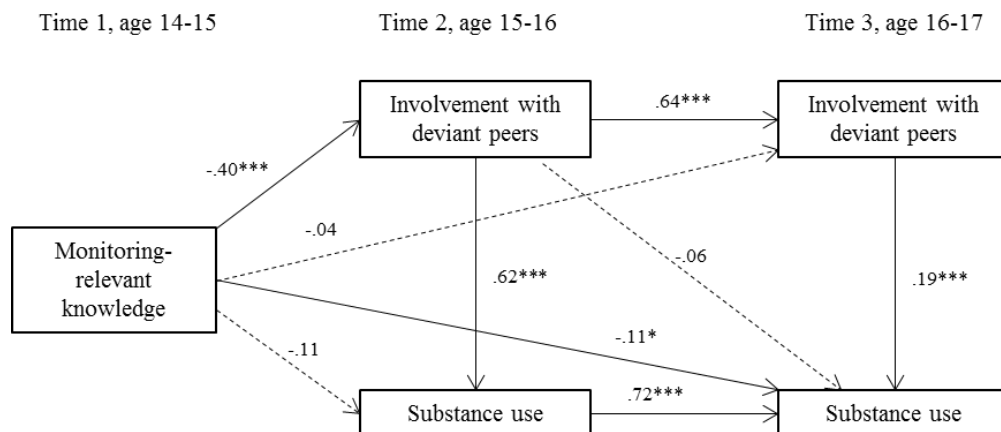 Time 1, age 14-15
Time 2, age 15-16
Time 3, age 16-17
Involvement with
deviant peers
.64***
Involvement with
deviant peers
-.40***
-.04
-.06
Monitoring-
relevant
knowledge
.62***
.19***
-.11*
-.11
Substance use
.72***
Substance use